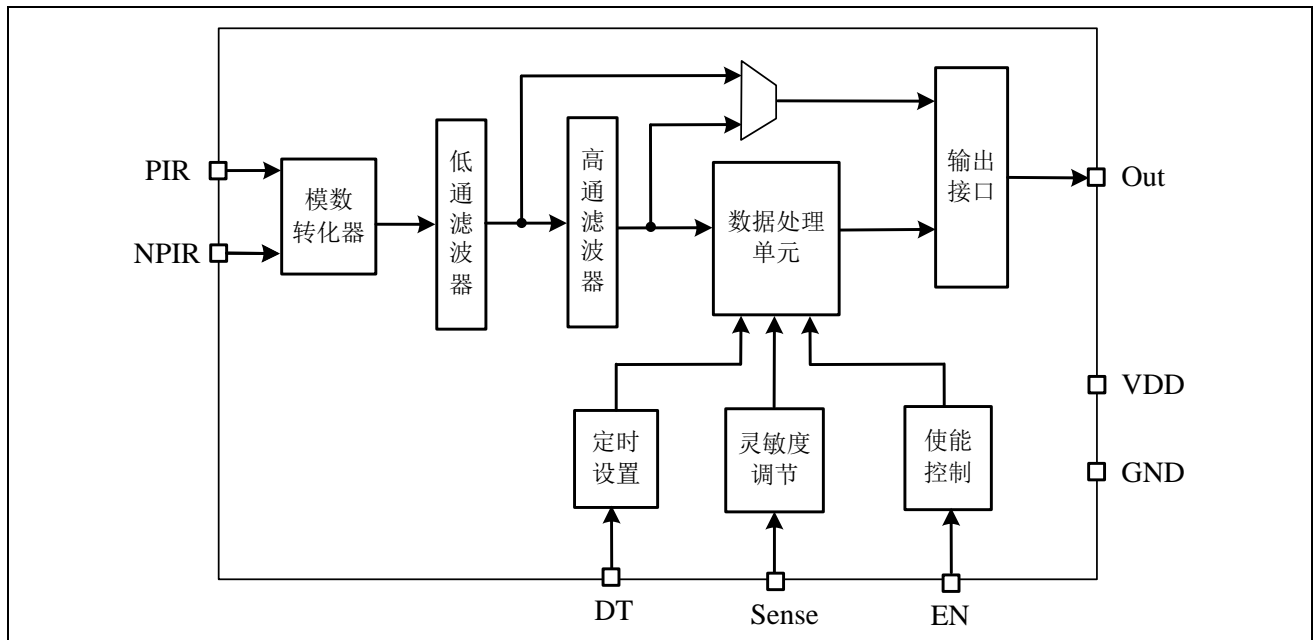 PIR
NPIR
模数
转化器
低
通
滤
波
器
高
通
滤
波
器
数据处理
单元
输出
接口
Out
VDD
GND
定时
设置
灵敏度
调节
使能
控制
DT
Sense
EN